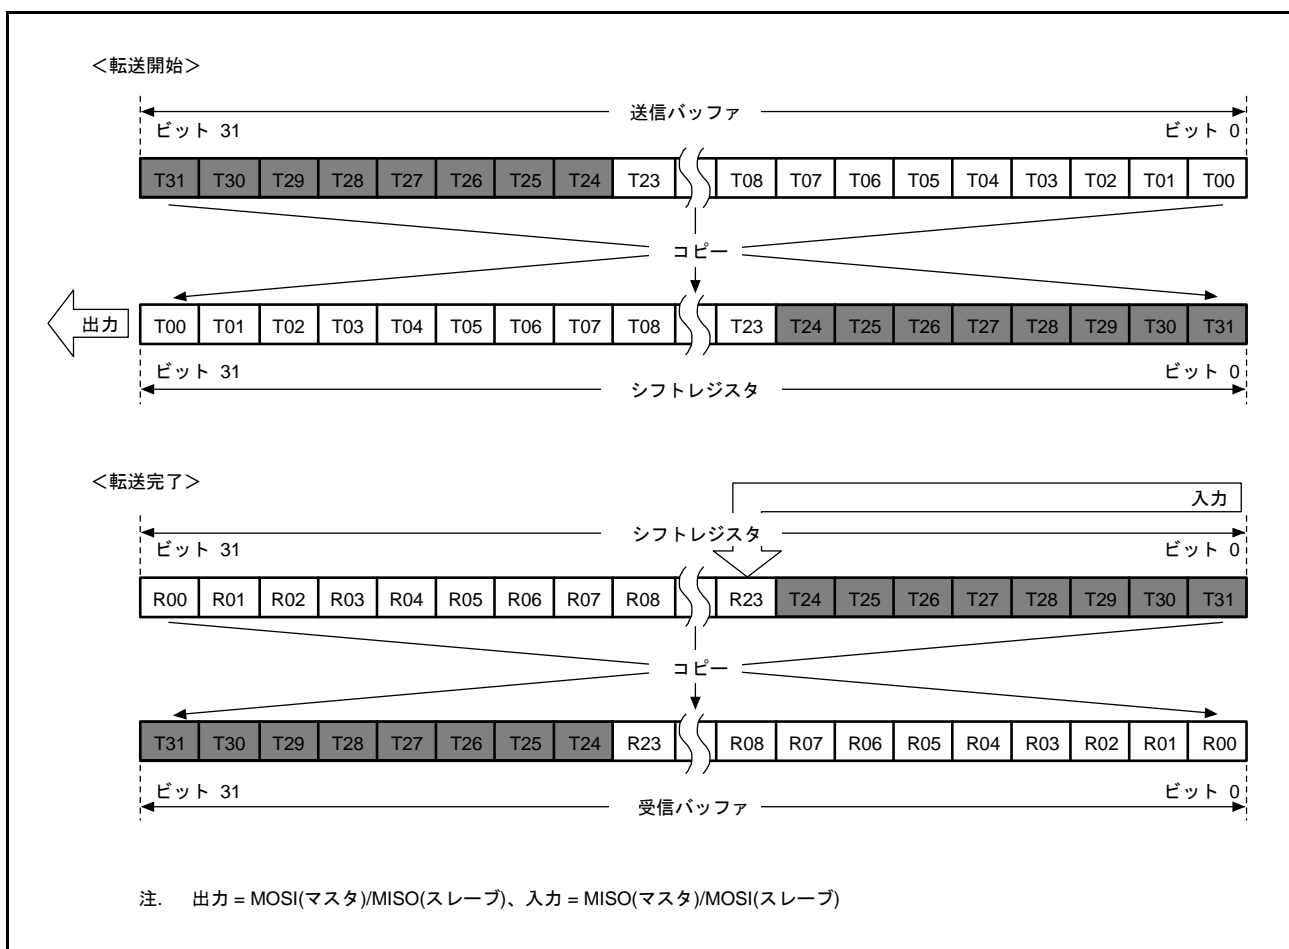 ＜転送開始＞
送信バッファ
ビット 31 ビット 0
T31 T30 T29 T28 T27 T26 T25 T24 T23 T08 T07 T06 T05 T04 T03 T02 T01 T00
コピー
出力 T00 T01 T02 T03 T04 T05 T06 T07 T08 T23 T24 T25 T26 T27 T28 T29 T30 T31
ビット 31 ビット 0
シフトレジスタ
＜転送完了＞
入力
シフトレジスタ
ビット 31 ビット 0
R00 R01 R02 R03 R04 R05 R06 R07 R08 R23 T24 T25 T26 T27 T28 T29 T30 T31
コピー
T31 T30 T29 T28 T27 T26 T25 T24 R23 R08 R07 R06 R05 R04 R03 R02 R01 R00
ビット 31 ビット 0
受信バッファ
注. 出力 = MOSI(マスタ)/MISO(スレーブ)、入力 = MISO(マスタ)/MOSI(スレーブ)